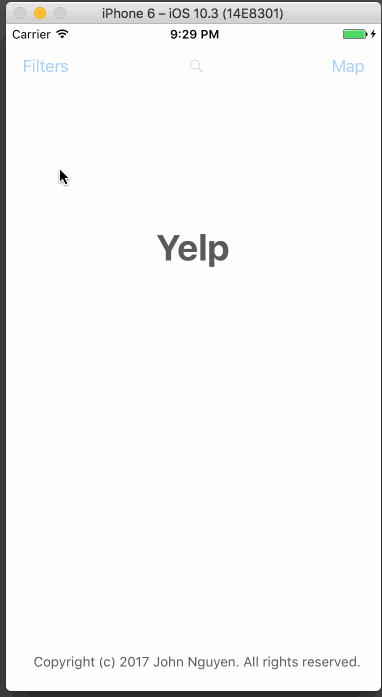 iPhone 6 – iOS 10.3 (14E8301)
Carrier 9:29 PM
Filters Map
Yelp
Copyright (c) 2017 John Nguyen. All rights reserved.